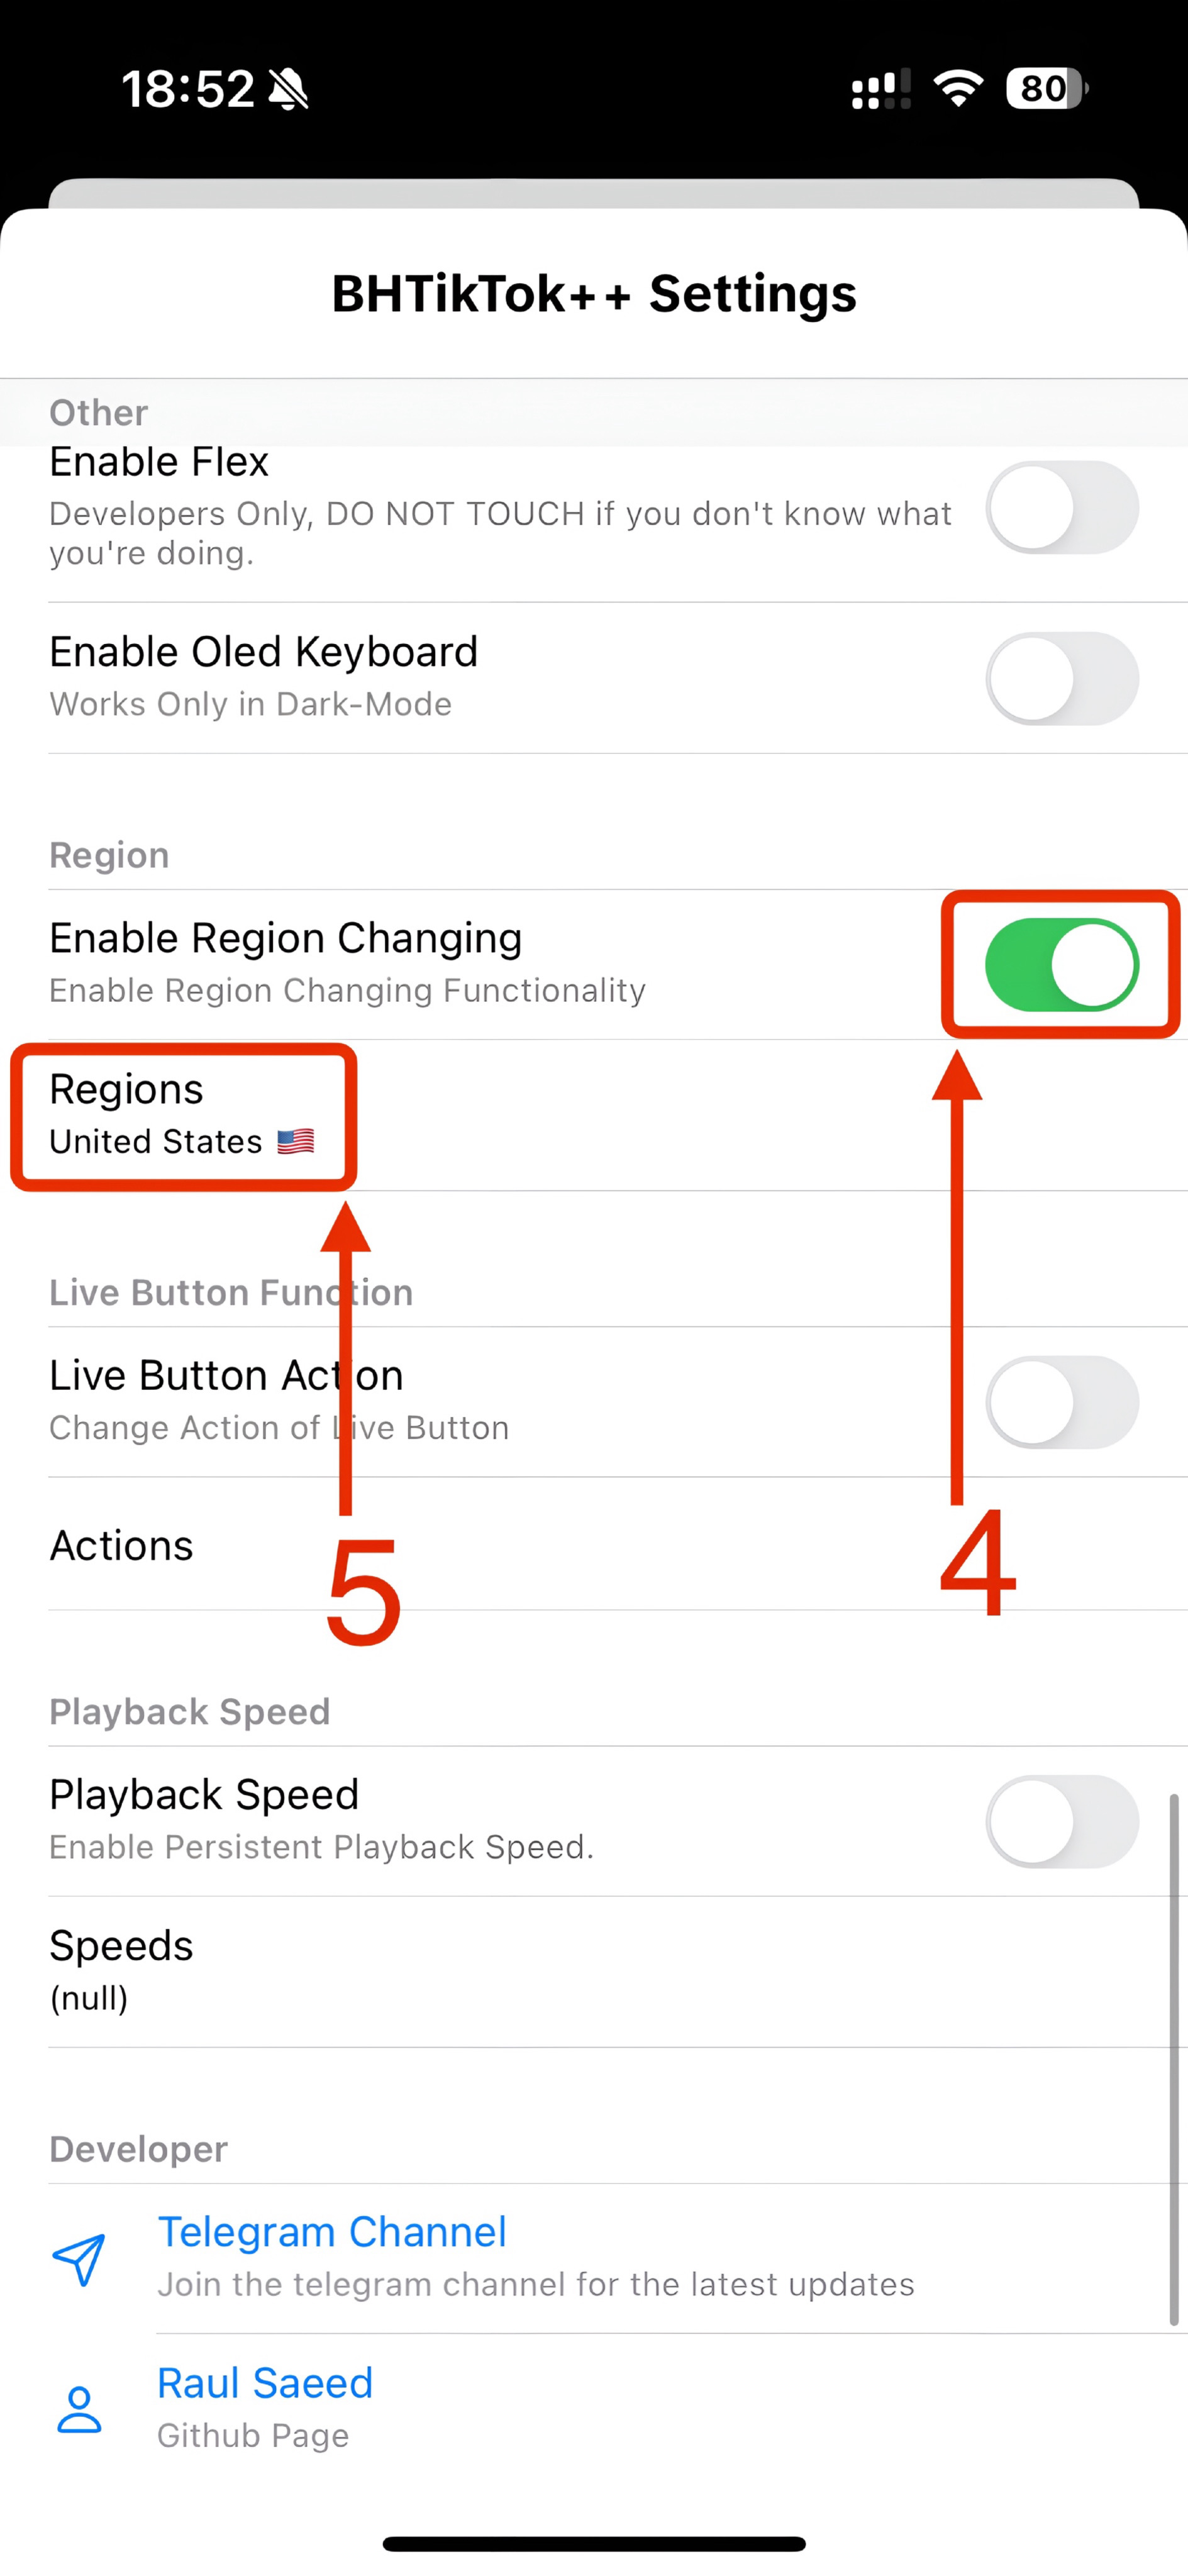 18:52
80
BHTikTok++ Settings
Other
Enable Flex
Developers Only, DO NOT TOUCH if you don't know what
you're doing.
Enable Oled Keyboard
Works Only in Dark-Mode
Region
Enable Region Changing
Enable Region Changing Functionality
Regions
United States 🇺🇸
Live Button Function
Live Button Action
Change Action of Live Button
Actions
5
4
Playback Speed
Playback Speed
Enable Persistent Playback Speed.
Speeds
(null)
Developer
Telegram Channel
Join the telegram channel for the latest updates
Raul Saeed
Github Page